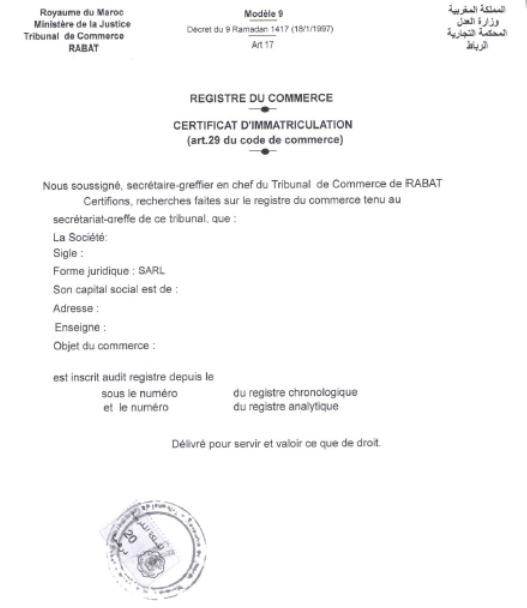 Royaume du Maroc
Ministère de la Justice
Tribunal de Commerce
RABAT
Modèle 9
Décret du 9 Ramadan 1417 (18/1/1997)
Art 17
المملكة المغربية
وزارة العدل
المحكمة التجارية
الرباط
REGISTRE DU COMMERCE
CERTIFICAT D'IMMATRICULATION
(art.29 du code de commerce)
Nous soussigné, secrétaire-greffier en chef du Tribunal de Commerce de RABAT
Certifions, recherches faites sur le registre du commerce tenu au
secrétariat-greffe de ce tribunal, que :
La Société:
Sigle :
Forme juridique : SARL
Son capital social est de :
Adresse :
Enseigne :
Objet du commerce :
est inscrit audit registre depuis le
sous le numéro du registre chronologique
et le numéro du registre analytique
Délivré pour servir et valoir ce que de droit.
20